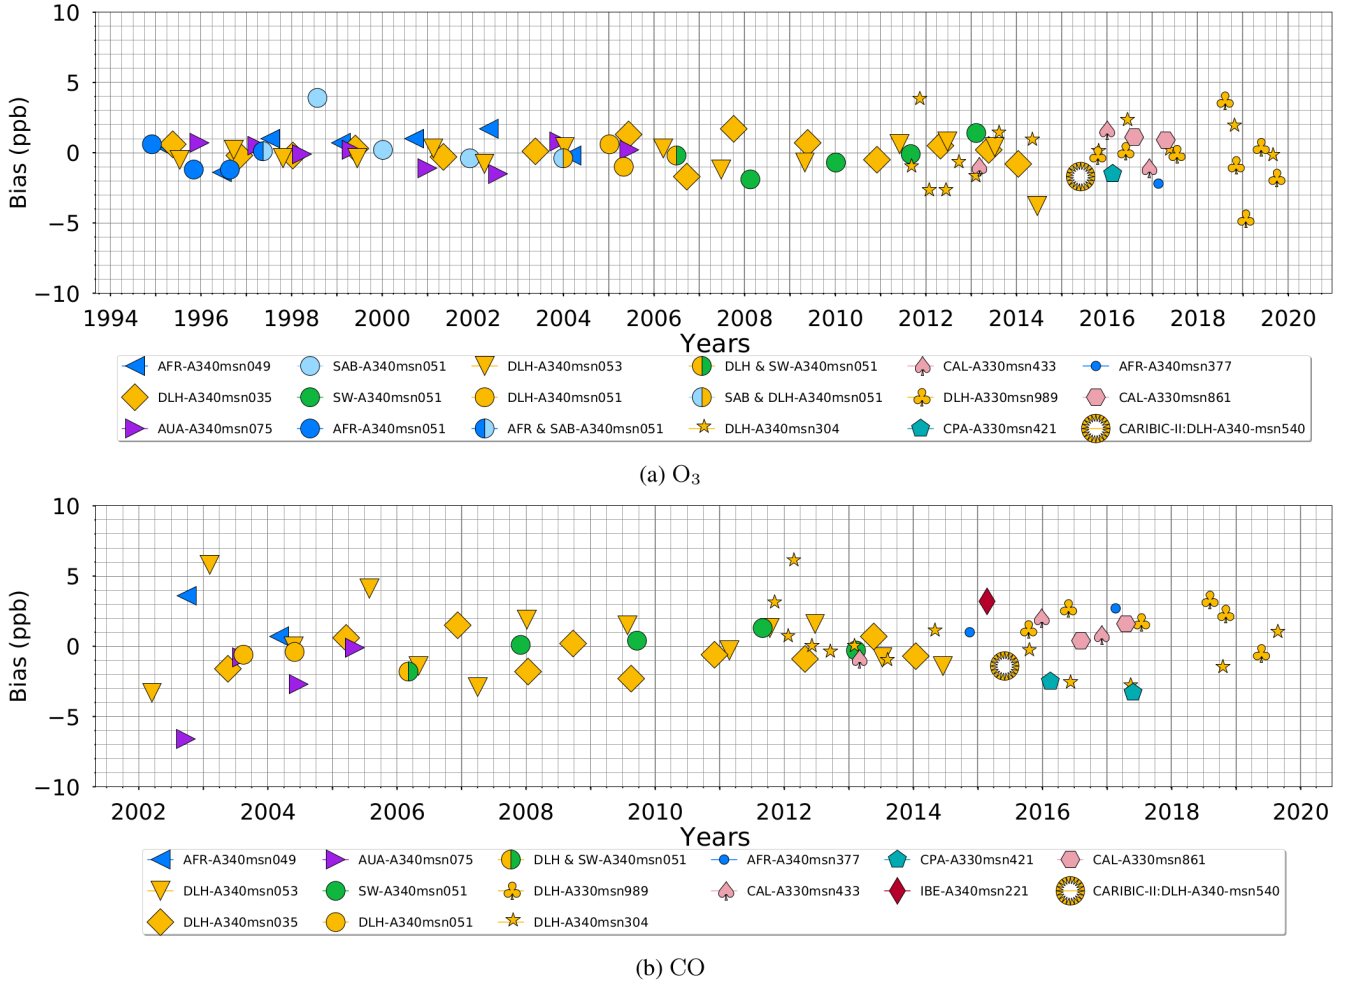 10
5
0
−5
−10
Bias (ppb)
1994 1996 1998 2000 2002 2004 2006 2008 2010 2012 2014 2016 2018 2020
Years
AFR-A340msn049 SAB-A340msn051 DLH-A340msn053 DLH & SW-A340msn051 CAL-A330msn433 AFR-A340msn377
DLH-A340msn035 SW-A340msn051 DLH-A340msn051 SAB & DLH-A340msn051 DLH-A330msn989 CAL-A330msn861
AUA-A340msn075 AFR-A340msn051 AFR & SAB-A340msn051 DLH-A340msn304 CPA-A330msn421 CARIBIC-II:DLH-A340-msn540
(a) O₃
10
5
0
−5
−10
Bias (ppb)
2002 2004 2006 2008 2010 2012 2014 2016 2018 2020
Years
AFR-A340msn049 AUA-A340msn075 DLH & SW-A340msn051 AFR-A340msn377 CPA-A330msn421 CAL-A330msn861
DLH-A340msn053 SW-A340msn051 DLH-A330msn989 CAL-A330msn433 IBE-A340msn221 CARIBIC-II:DLH-A340-msn540
DLH-A340msn035 DLH-A340msn051 DLH-A340msn304
(b) CO